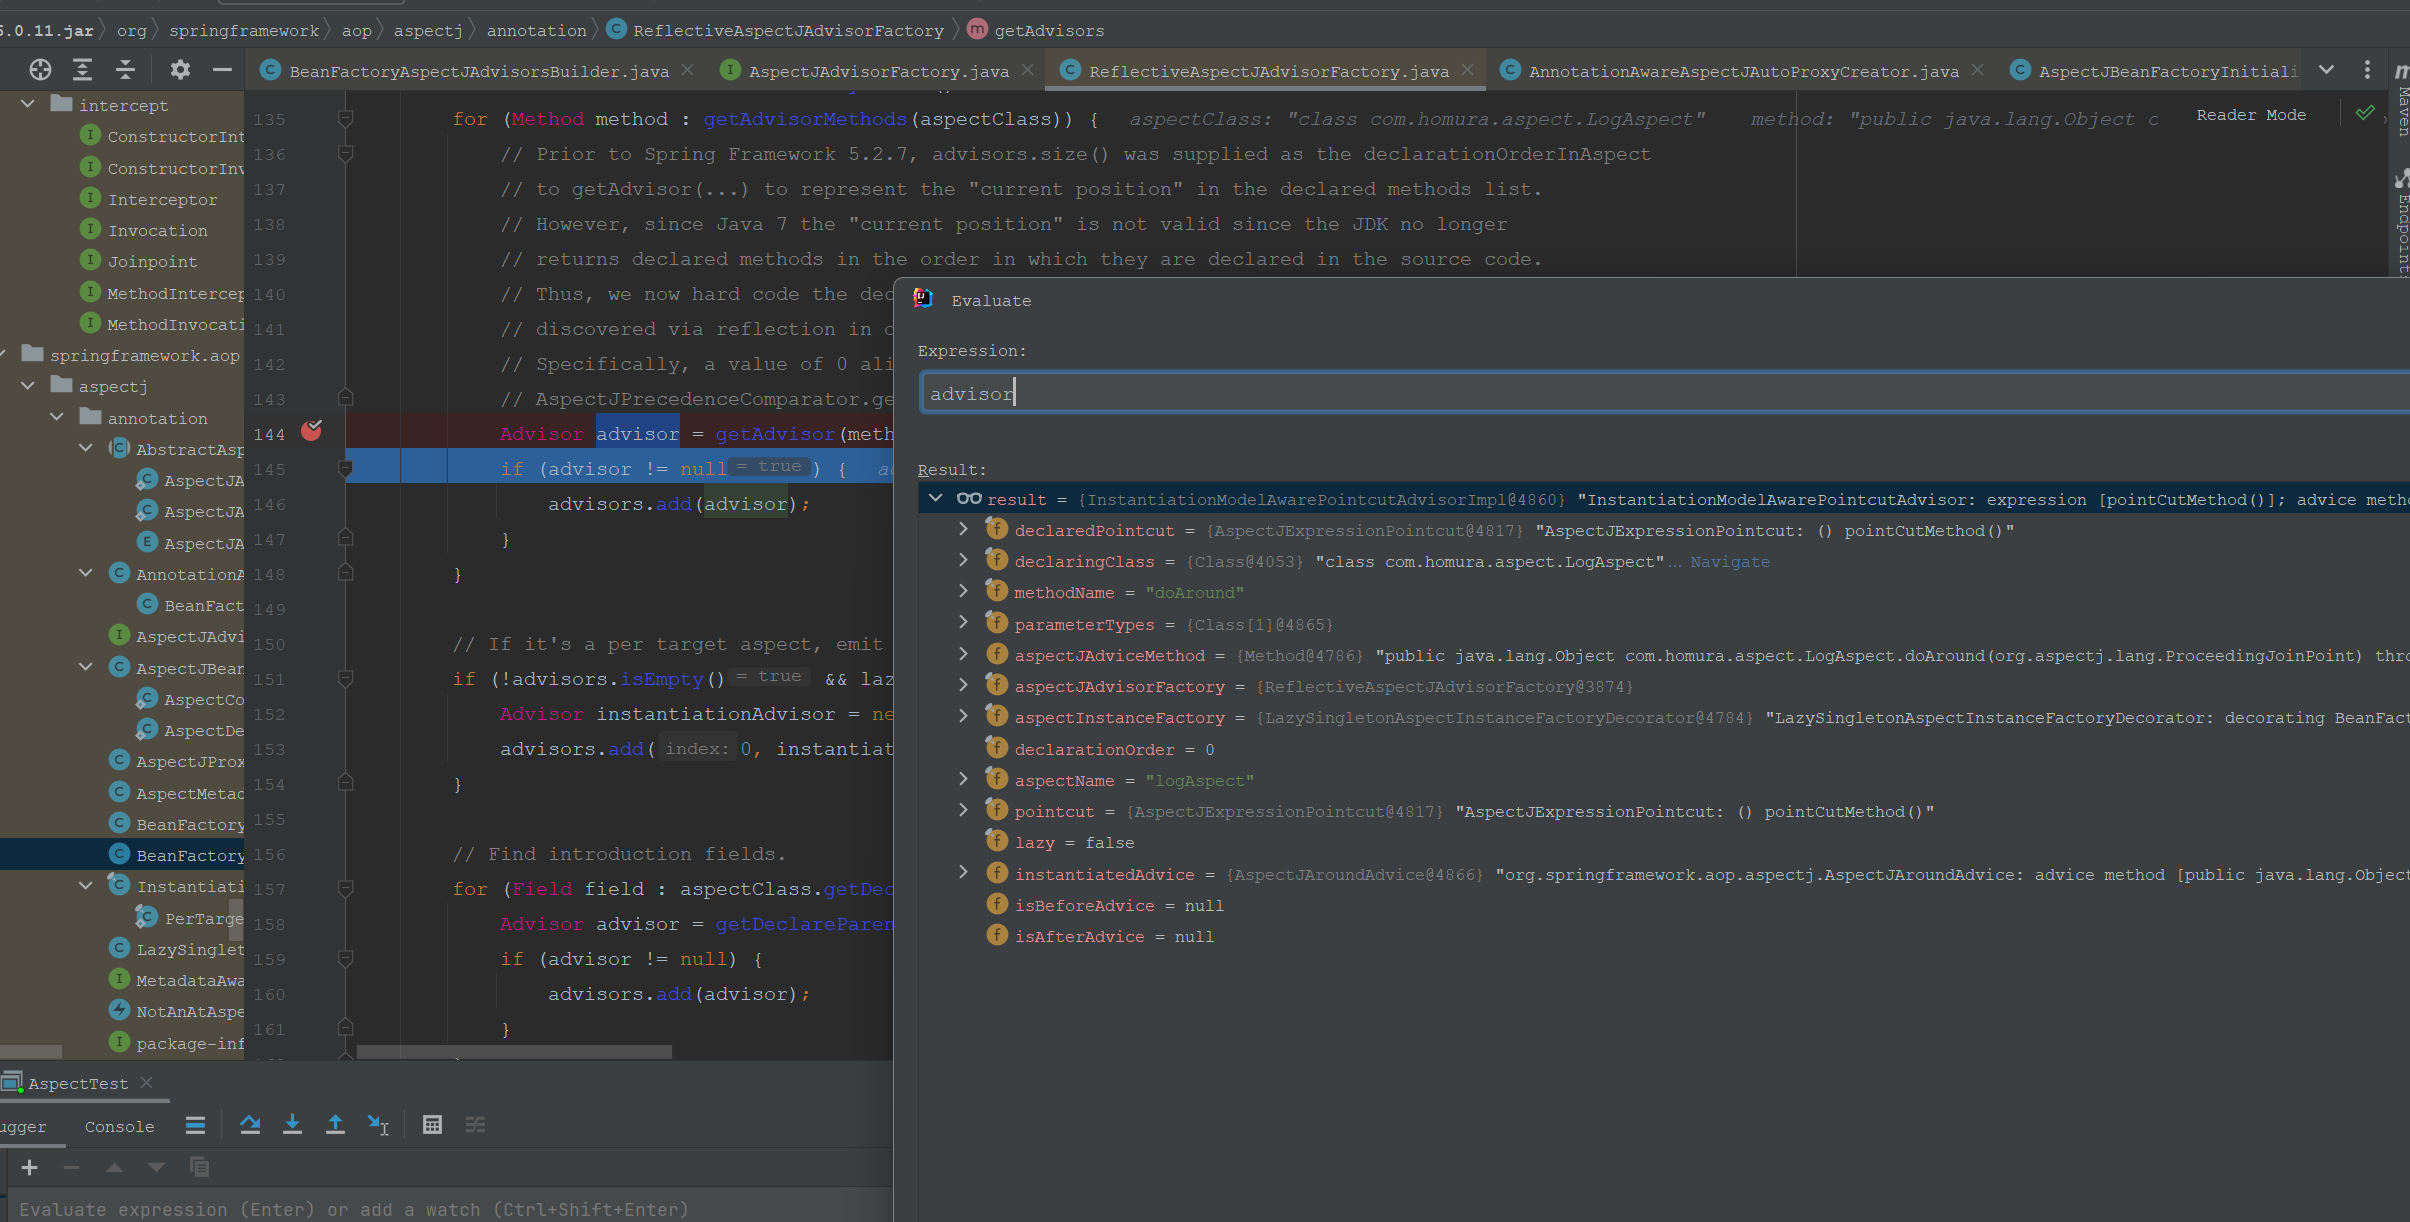 5.0.11.jar org springframework aop aspectj annotation ReflectiveAspectJAdvisorFactory getAdvisors
BeanFactoryAspectJAdvisorsBuilder.java AspectJAdvisorFactory.java ReflectiveAspectJAdvisorFactory.java AnnotationAwareAspectJAutoProxyCreator.java AspectJBeanFactoryInitiali
Maven
Endpoints
Reader Mode
intercept
ConstructorInt
ConstructorInv
Interceptor
Invocation
Joinpoint
MethodIntercep
MethodInvocati
springframework.aop
aspectj
annotation
AbstractAsp
AspectJA
AspectJA
AspectJA
AnnotationA
BeanFact
AspectJAdvi
AspectJBean
AspectCo
AspectDe
AspectJProx
AspectMetad
BeanFactory
BeanFactory
Instantiati
PerTarge
LazySinglet
MetadataAwa
NotAnAtAspe
package-inf
135 for (Method method : getAdvisorMethods(aspectClass)) { aspectClass: "class com.homura.aspect.LogAspect" method: "public java.lang.Object c
136 // Prior to Spring Framework 5.2.7, advisors.size() was supplied as the declarationOrderInAspect
137 // to getAdvisor(...) to represent the "current position" in the declared methods list.
138 // However, since Java 7 the "current position" is not valid since the JDK no longer
139 // returns declared methods in the order in which they are declared in the source code.
140 // Thus, we now hard code the dec
141 // discovered via reflection in o
142 // Specifically, a value of 0 ali
143 // AspectJPrecedenceComparator.ge
144 Advisor advisor = getAdvisor(meth
145 if (advisor != null = true ) {
146 advisors.add(advisor);
147 }
148 }
149
150 // If it's a per target aspect, emit
151 if (!advisors.isEmpty() = true && laz
152 Advisor instantiationAdvisor = ne
153 advisors.add( index: 0, instantiat
154 }
155
156 // Find introduction fields.
157 for (Field field : aspectClass.getDec
158 Advisor advisor = getDeclareParen
159 if (advisor != null) {
160 advisors.add(advisor);
161 }
Evaluate
Expression:
advisor
Result:
result = {InstantiationModelAwarePointcutAdvisorImpl@4860} "InstantiationModelAwarePointcutAdvisor: expression [pointCutMethod()]; advice metho
declaredPointcut = {AspectJExpressionPointcut@4817} "AspectJExpressionPointcut: () pointCutMethod()"
declaringClass = {Class@4053} "class com.homura.aspect.LogAspect"... Navigate
methodName = "doAround"
parameterTypes = {Class[1]@4865}
aspectJAdviceMethod = {Method@4786} "public java.lang.Object com.homura.aspect.LogAspect.doAround(org.aspectj.lang.ProceedingJoinPoint) thro
aspectJAdvisorFactory = {ReflectiveAspectJAdvisorFactory@3874}
aspectInstanceFactory = {LazySingletonAspectInstanceFactoryDecorator@4784} "LazySingletonAspectInstanceFactoryDecorator: decorating BeanFact
declarationOrder = 0
aspectName = "logAspect"
pointcut = {AspectJExpressionPointcut@4817} "AspectJExpressionPointcut: () pointCutMethod()"
lazy = false
instantiatedAdvice = {AspectJAroundAdvice@4866} "org.springframework.aop.aspectj.AspectJAroundAdvice: advice method [public java.lang.Object
isBeforeAdvice = null
isAfterAdvice = null
AspectTest
ugger Console
Evaluate expression (Enter) or add a watch (Ctrl+Shift+Enter)